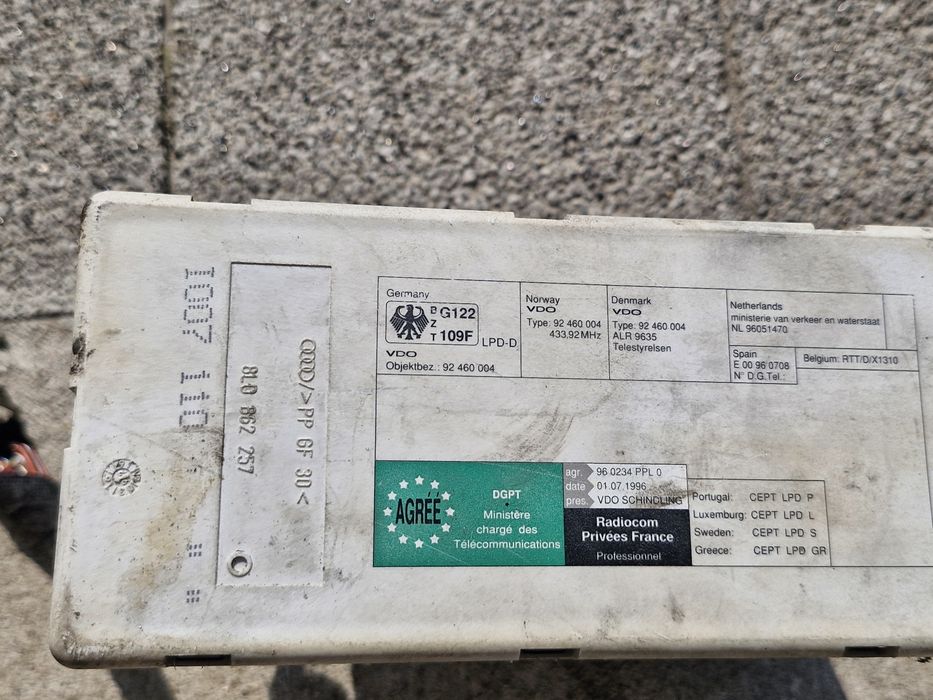 Germany
B Z T G122 109F LPD-D
VDO
Objektbez.: 92 460 004
Norway
VDO
Type: 92 460 004
433,92MHz
Denmark
VDO
Type: 92 460 004
ALR 9635
Telestyrelsen
Netherlands
ministerie van verkeer en waterstaat
NL 96051470
Spain
E 00 96 0708
N° D.G.Tel.:
Belgium: RTT/D/X1310
AGRÉÉ
DGPT
Ministère
chargé des
Télécommunications
agr. 96 0234 PPL 0
date 01.07.1996
pres. VDO SCHINDLING
Radiocom
Privées France
Professionnel
Portugal: CEPT LPD P
Luxemburg: CEPT LPD L
Sweden: CEPT LPD S
Greece: CEPT LPD GR
/>PP GF 30<
8L0 862 257